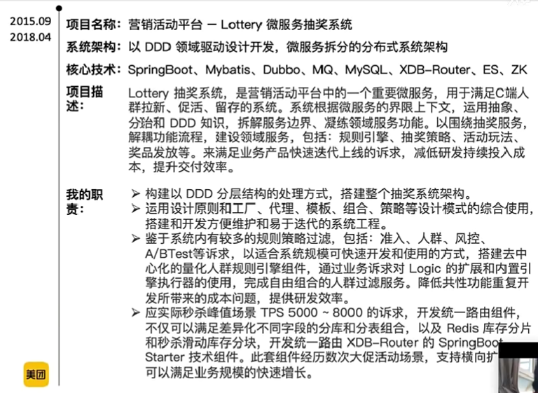 2015.09
2018.04
项目名称：营销活动平台 — Lottery 微服务抽奖系统
系统架构：以 DDD 领域驱动设计开发，微服务拆分的分布式系统架构
核心技术：SpringBoot、Mybatis、Dubbo、MQ、MySQL、XDB-Router、ES、ZK
项目描述：
Lottery 抽奖系统，是营销活动平台中的一个重要微服务，用于满足C端人
群拉新、促活、留存的系统。系统根据微服务的界限上下文，运用抽象、
分治和 DDD 知识，拆解服务边界、凝练领域服务功能。以围绕抽奖服务，
解耦功能流程，建设领域服务，包括：规则引擎、抽奖策略、活动玩法、
奖品发放等。来满足业务产品快速迭代上线的诉求，减低研发持续投入成
本，提升交付效率。
我的职责：
➢ 构建以 DDD 分层结构的处理方式，搭建整个抽奖系统架构。
➢ 运用设计原则和工厂、代理、模板、组合、策略等设计模式的综合使用，
搭建和开发方便维护和易于迭代的系统工程。
➢ 鉴于系统内有较多的规则策略过滤，包括：准入、人群、风控、
A/BTest等诉求，以适合系统规模可快速开发和使用的方式，搭建去中
心化的量化人群规则引擎组件，通过业务诉求对 Logic 的扩展和内置引
擎执行器的使用，完成自由组合的人群过滤服务。降低共性功能重复开
发所带来的成本问题，提供研发效率。
➢ 应实际秒杀峰值场景 TPS 5000 ~ 8000 的诉求，开发统一路由组件，
不仅可以满足差异化不同字段的分库和分表组合，以及 Redis 库存分片
和秒杀滑动库存分块，开发统一路由 XDB-Router 的 SpringBoot
Starter 技术组件。此套组件经历数次大促活动场景，支持横向扩
可以满足业务规模的快速增长。
美团